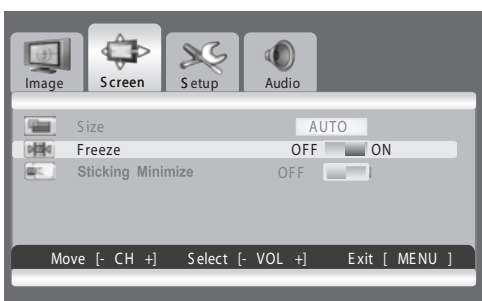 Image Screen Setup Audio
Size AUTO
Freeze OFF ON
Sticking Minimize OFF
Move [- CH +] Select [- VOL +] Exit [ MENU ]